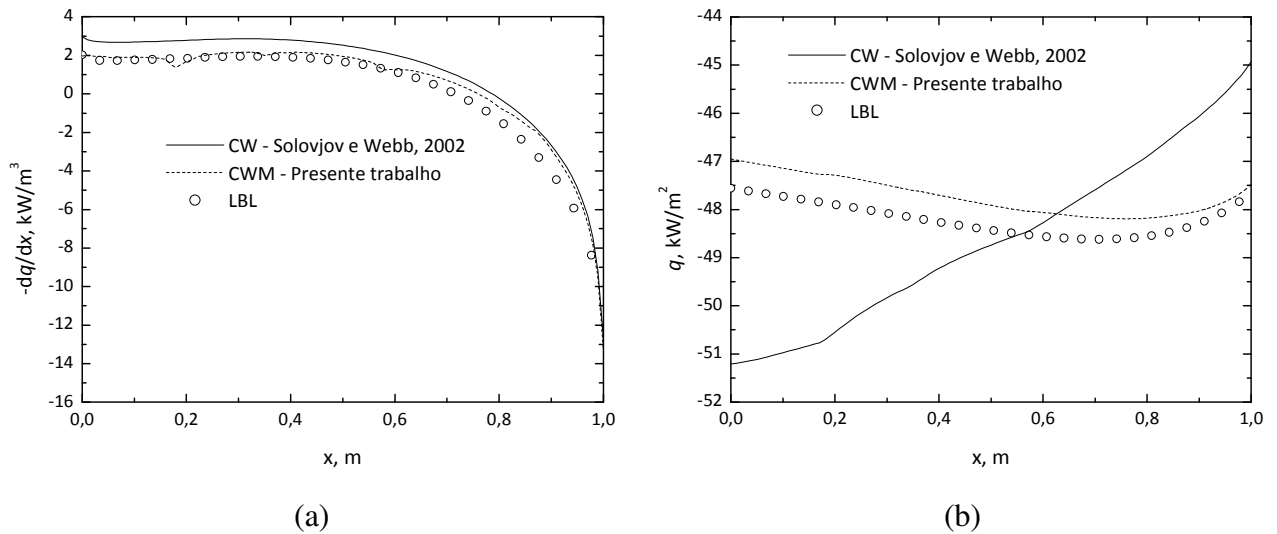 4
2
0
-2
-4
-6
-8
-10
-12
-14
-16
-dq/dx, kW/m³
CW - Solovjov e Webb, 2002
CWM - Presente trabalho
LBL
0,0 0,2 0,4 0,6 0,8 1,0
x, m
(a)
-44
-45
-46
-47
-48
-49
-50
-51
-52
q, kW/m²
CW - Solovjov e Webb, 2002
CWM - Presente trabalho
LBL
0,0 0,2 0,4 0,6 0,8 1,0
x, m
(b)